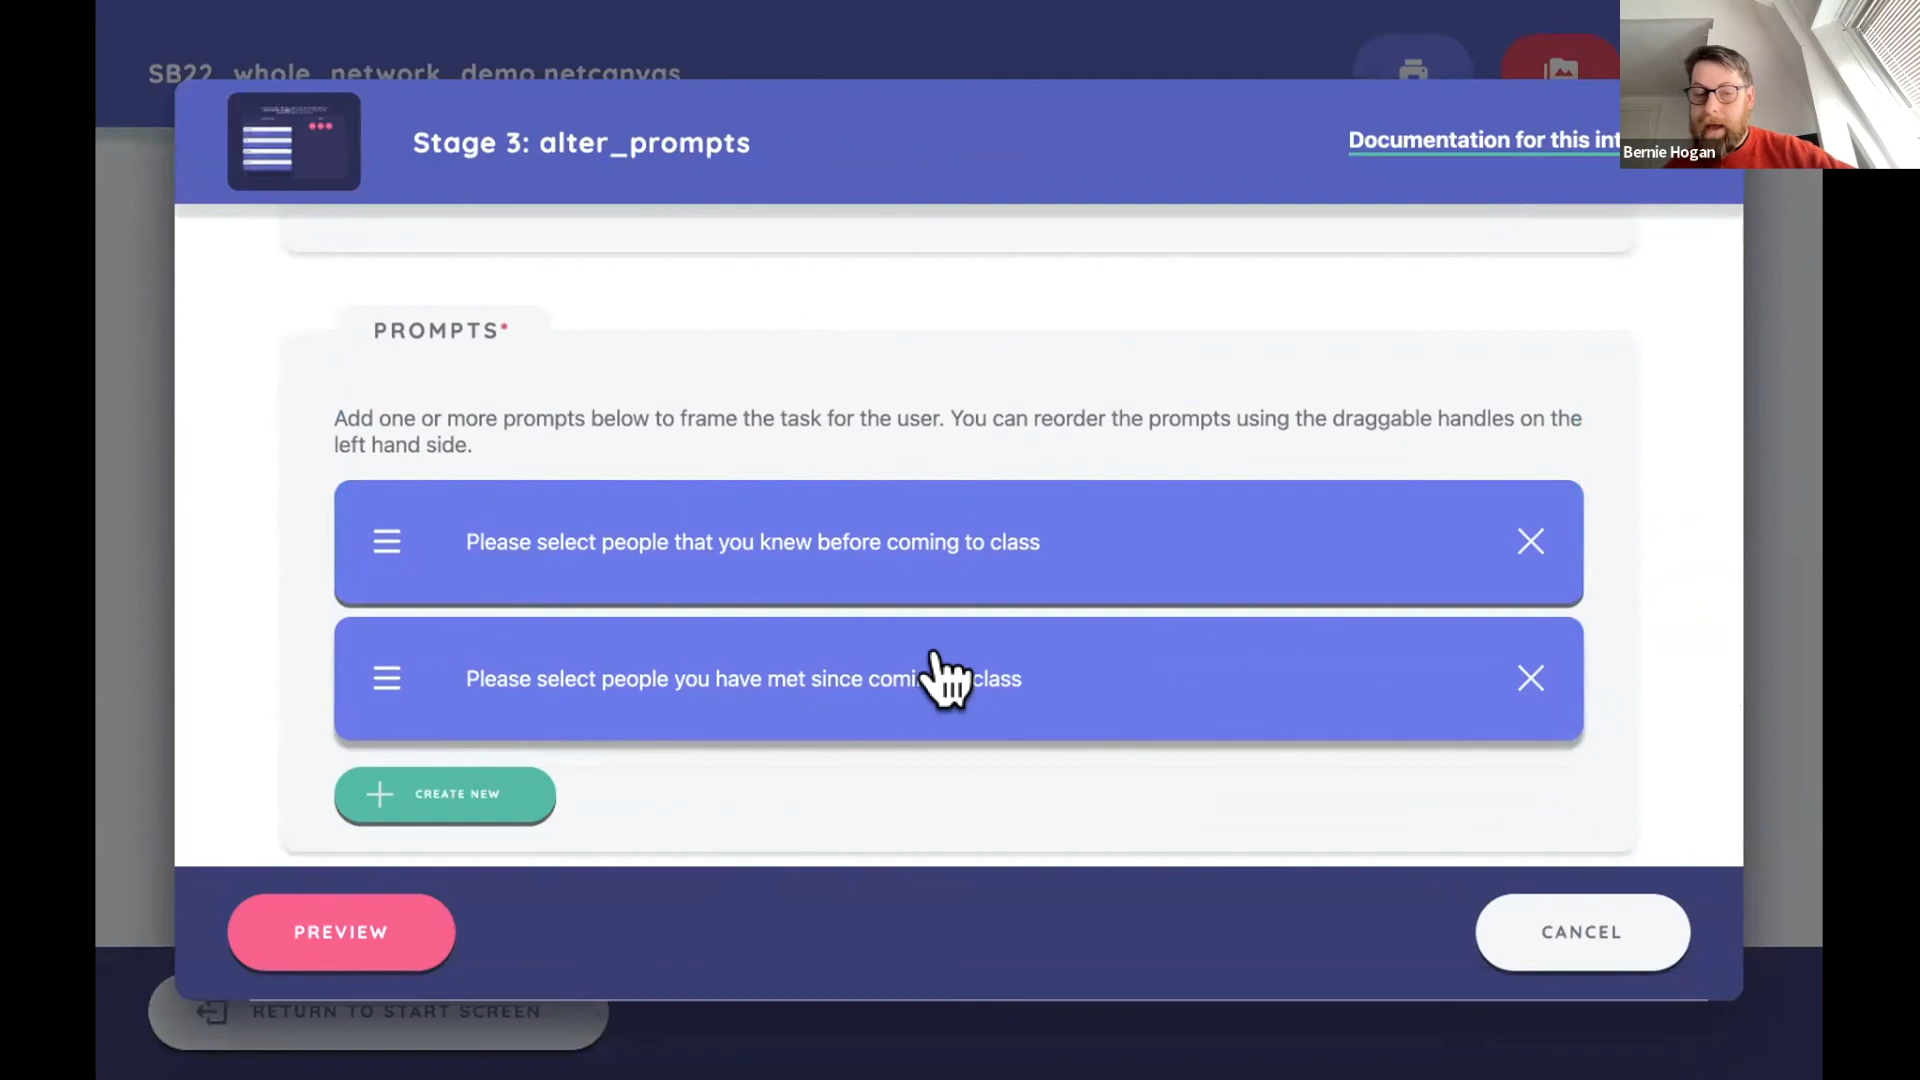 SB22_whole_network_demo.netcanvas
Stage 3: alter_prompts
Documentation for this int
Bernie Hogan
PROMPTS*
Add one or more prompts below to frame the task for the user. You can reorder the prompts using the draggable handles on the
left hand side.
Please select people that you knew before coming to class
Please select people you have met since comi class
CREATE NEW
PREVIEW
CANCEL
RETURN TO START SCREEN